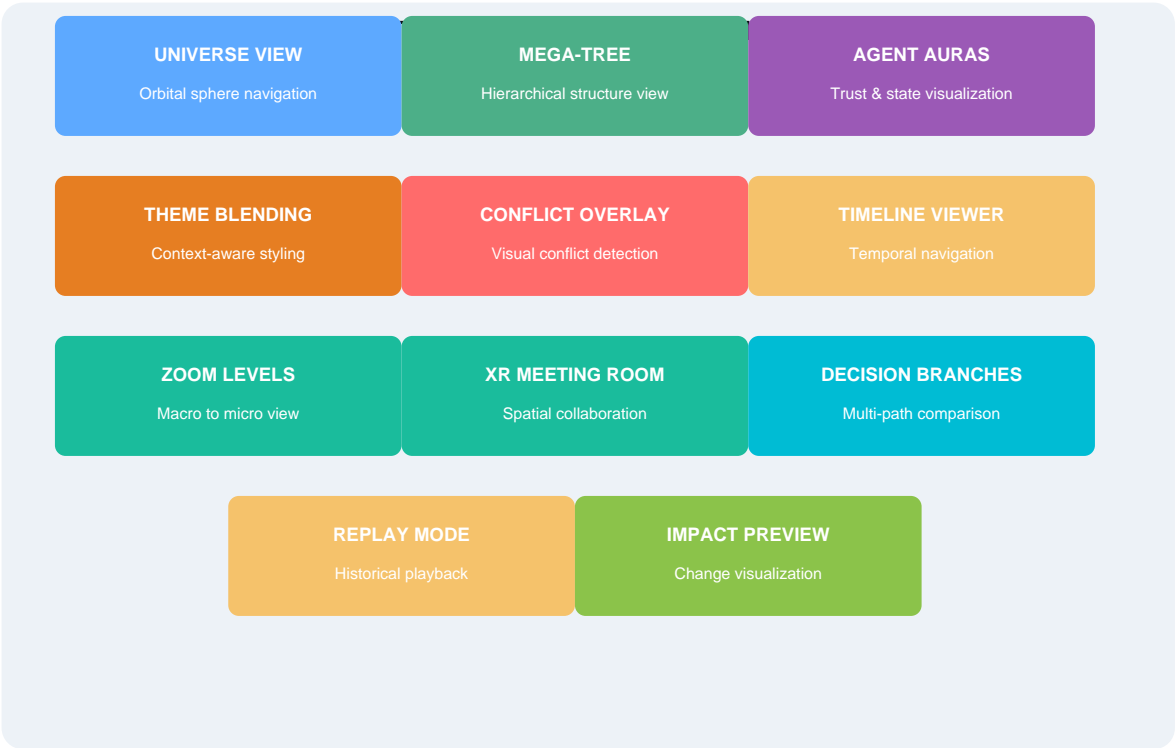 UNIVERSE VIEW
Orbital sphere navigation
MEGA-TREE
Hierarchical structure view
AGENT AURAS
Trust & state visualization
THEME BLENDING
Context-aware styling
CONFLICT OVERLAY
Visual conflict detection
TIMELINE VIEWER
Temporal navigation
ZOOM LEVELS
Macro to micro view
XR MEETING ROOM
Spatial collaboration
DECISION BRANCHES
Multi-path comparison
REPLAY MODE
Historical playback
IMPACT PREVIEW
Change visualization